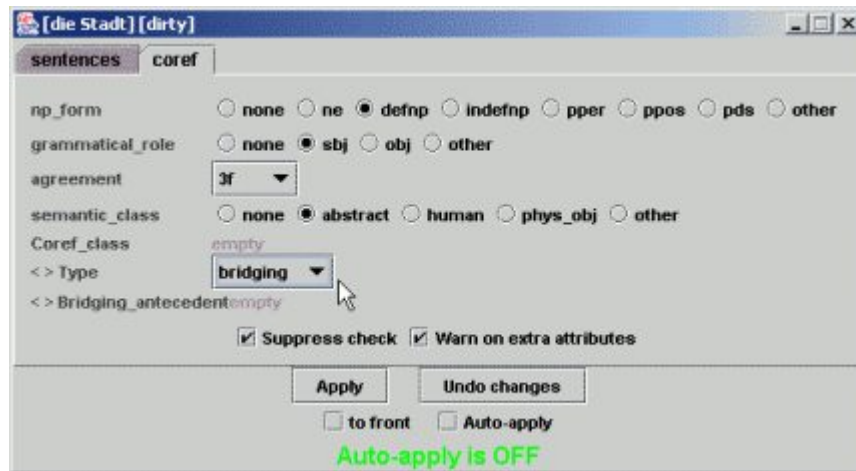 [die Stadt] [dirty]
sentences coref
np_form none ne defnp indefnp pper ppos pds other
grammatical_role none sbj obj other
agreement 3f
semantic_class none abstract human phys_obj other
Coref_class empty
< > Type bridging
< > Bridging_antecedent empty
Suppress check Warn on extra attributes
Apply Undo changes
to front Auto-apply
Auto-apply is OFF